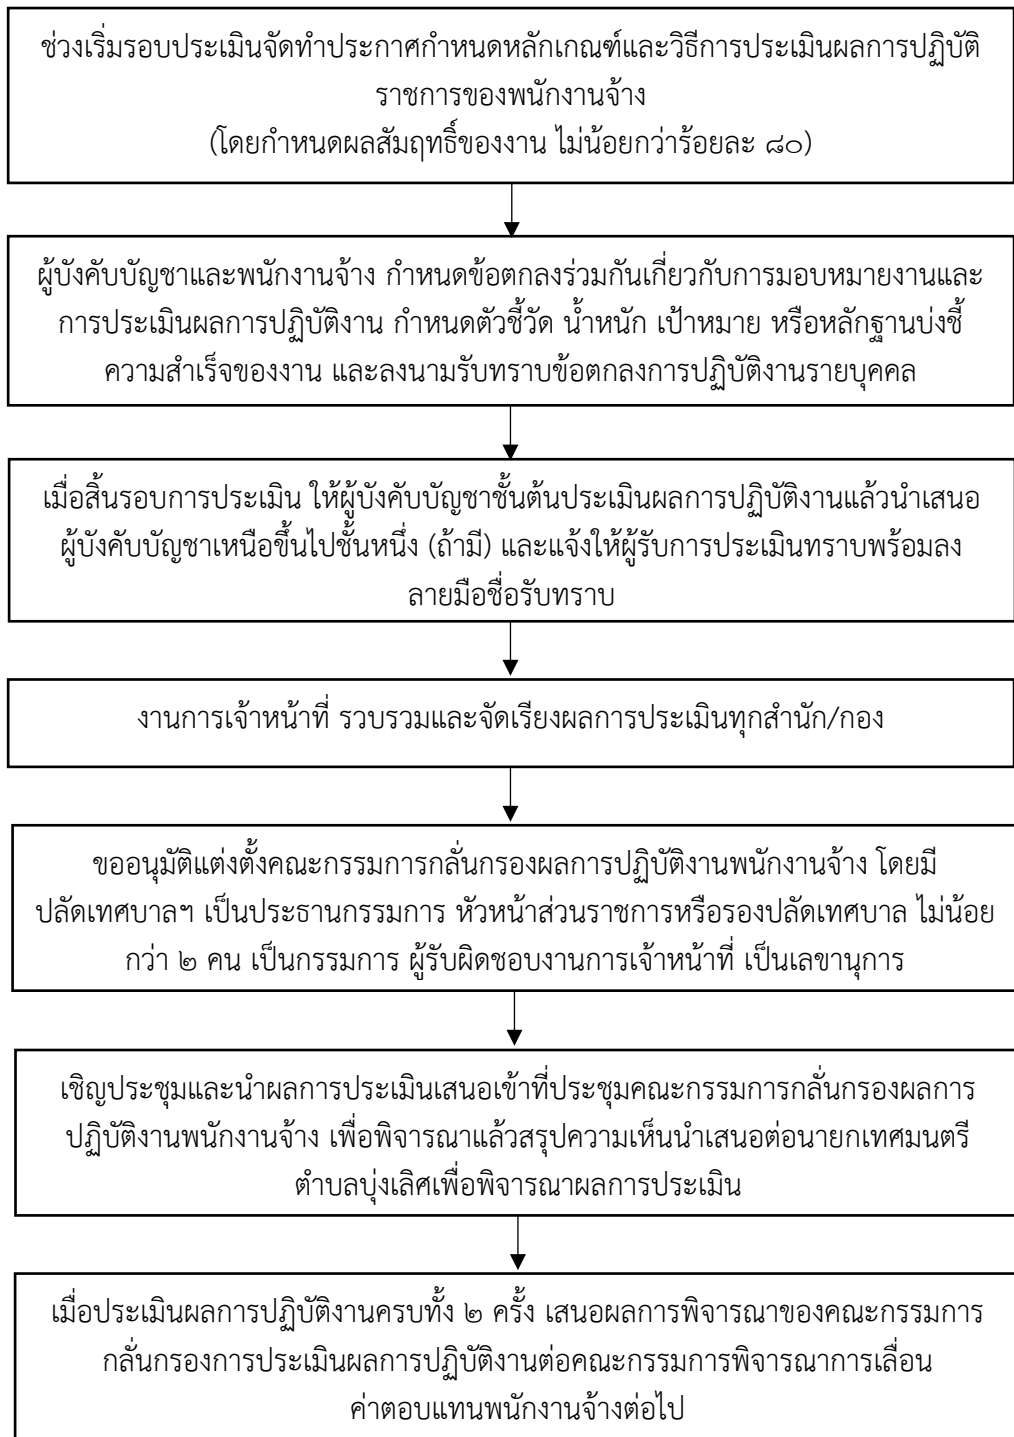 ช่วงเริ่มรอบประเมินจัดทำประกาศกำหนดหลักเกณฑ์และวิธีการประเมินผลการปฏิบัติ
ราชการของพนักงานจ้าง
(โดยกำหนดผลสัมฤทธิ์ของงาน ไม่น้อยกว่าร้อยละ ๘๐)
ผู้บังคับบัญชาและพนักงานจ้าง กำหนดข้อตกลงร่วมกันเกี่ยวกับการมอบหมายงานและ
การประเมินผลการปฏิบัติงาน กำหนดตัวชี้วัด น้ำหนัก เป้าหมาย หรือหลักฐานบ่งชี้
ความสำเร็จของงาน และลงนามรับทราบข้อตกลงการปฏิบัติงานรายบุคคล
เมื่อสิ้นรอบการประเมิน ให้ผู้บังคับบัญชาชั้นต้นประเมินผลการปฏิบัติงานแล้วนำเสนอ
ผู้บังคับบัญชาเหนือขึ้นไปชั้นหนึ่ง (ถ้ามี) และแจ้งให้ผู้รับการประเมินทราบพร้อมลง
ลายมือชื่อรับทราบ
งานการเจ้าหน้าที่ รวบรวมและจัดเรียงผลการประเมินทุกสำนัก/กอง
ขออนุมัติแต่งตั้งคณะกรรมการกลั่นกรองผลการปฏิบัติงานพนักงานจ้าง โดยมี
ปลัดเทศบาลฯ เป็นประธานกรรมการ หัวหน้าส่วนราชการหรือรองปลัดเทศบาล ไม่น้อย
กว่า ๒ คน เป็นกรรมการ ผู้รับผิดชอบงานการเจ้าหน้าที่ เป็นเลขานุการ
เชิญประชุมและนำผลการประเมินเสนอเข้าที่ประชุมคณะกรรมการกลั่นกรองผลการ
ปฏิบัติงานพนักงานจ้าง เพื่อพิจารณาแล้วสรุปความเห็นนำเสนอต่อนายกเทศมนตรี
ตำบลบุ่งเลิศเพื่อพิจารณาผลการประเมิน
เมื่อประเมินผลการปฏิบัติงานครบทั้ง ๒ ครั้ง เสนอผลการพิจารณาของคณะกรรมการ
กลั่นกรองการประเมินผลการปฏิบัติงานต่อคณะกรรมการพิจารณาการเลื่อน
ค่าตอบแทนพนักงานจ้างต่อไป